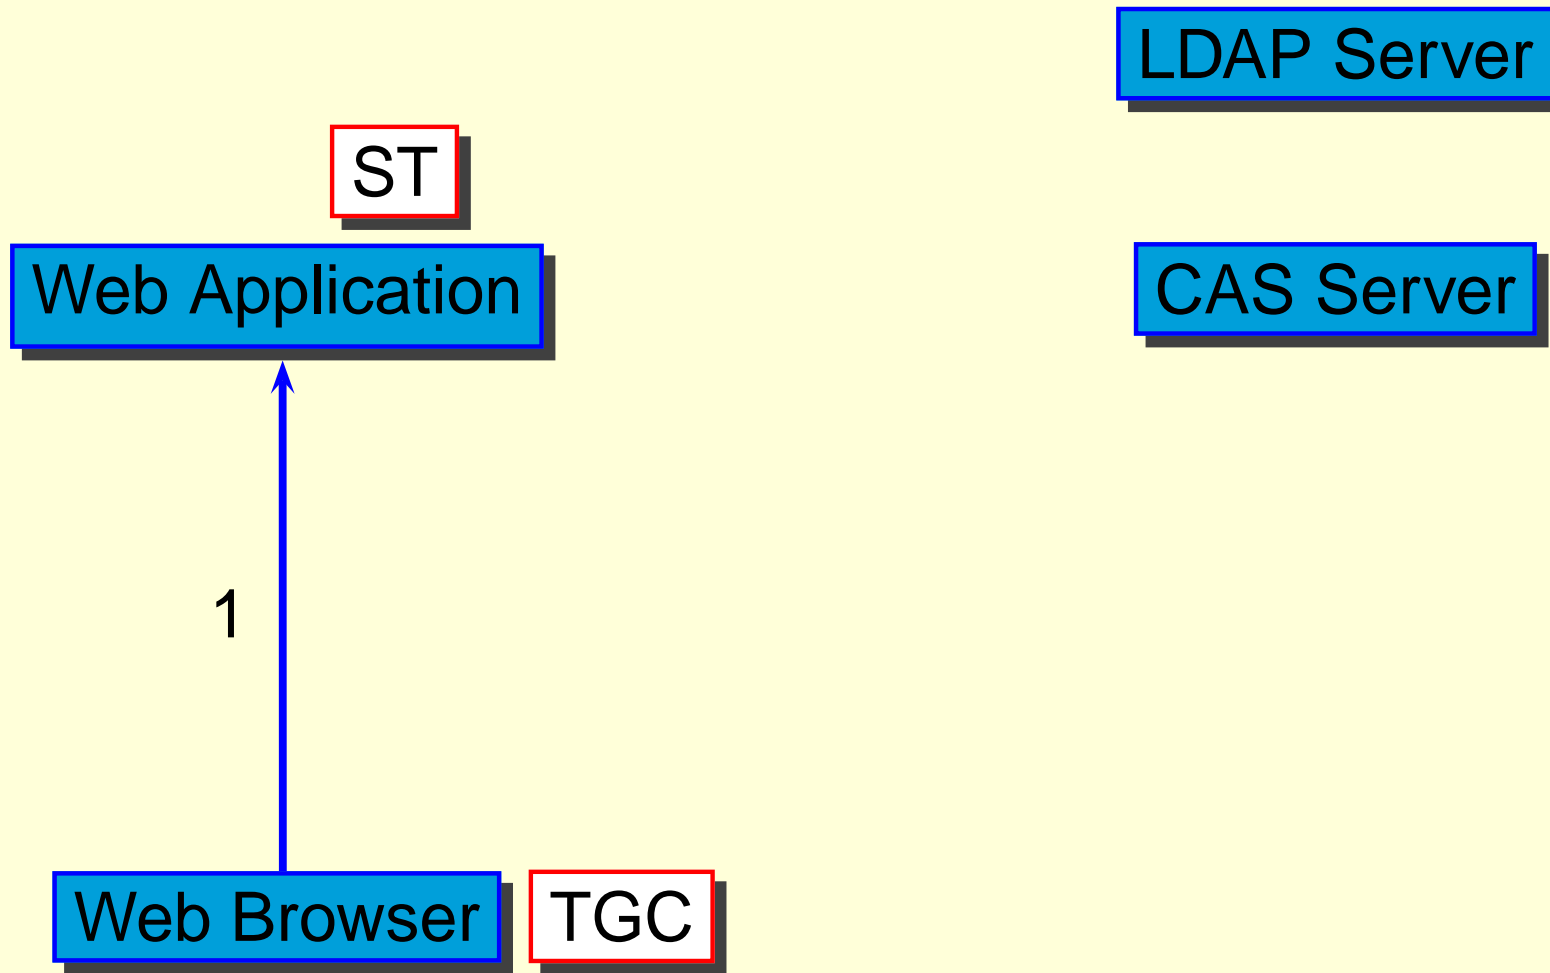 LDAP Server
ST
Web Application
CAS Server
1
Web Browser
TGC